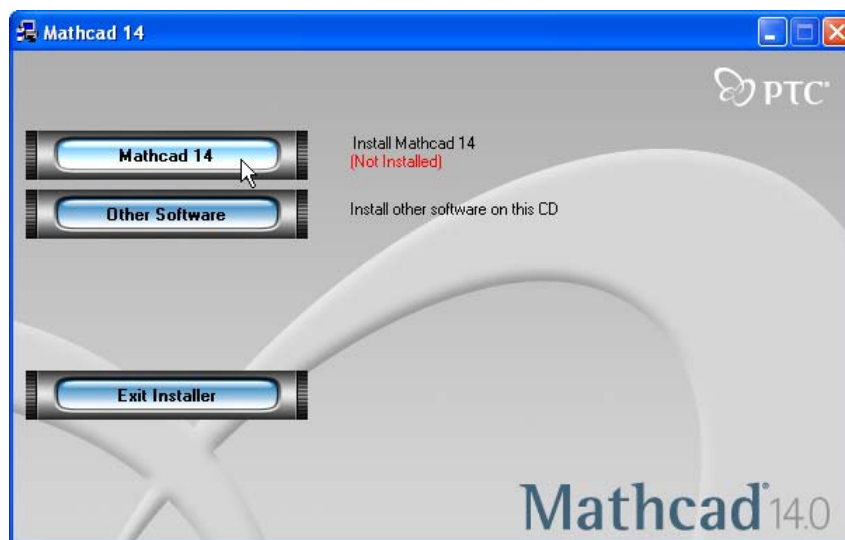 Mathcad 14
PTC®
Mathcad 14
Install Mathcad 14
(Not Installed)
Other Software
Install other software on this CD
Exit Installer
Mathcad® 14.0